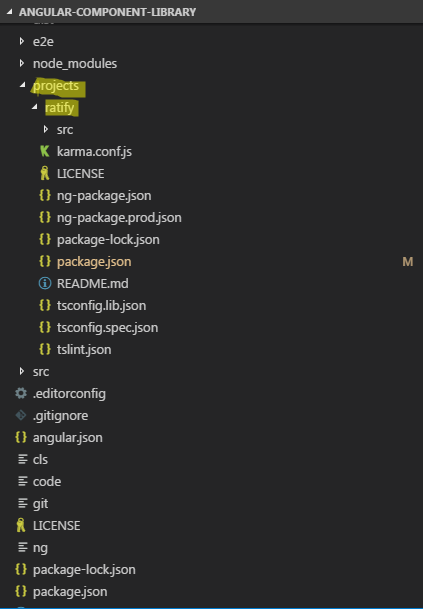 ANGULAR-COMPONENT-LIBRARY
e2e
node_modules
projects
ratify
src
karma.conf.js
LICENSE
ng-package.json
ng-package.prod.json
package-lock.json
package.json M
README.md
tsconfig.lib.json
tsconfig.spec.json
tslint.json
src
.editorconfig
.gitignore
angular.json
cls
code
git
LICENSE
ng
package-lock.json
package.json